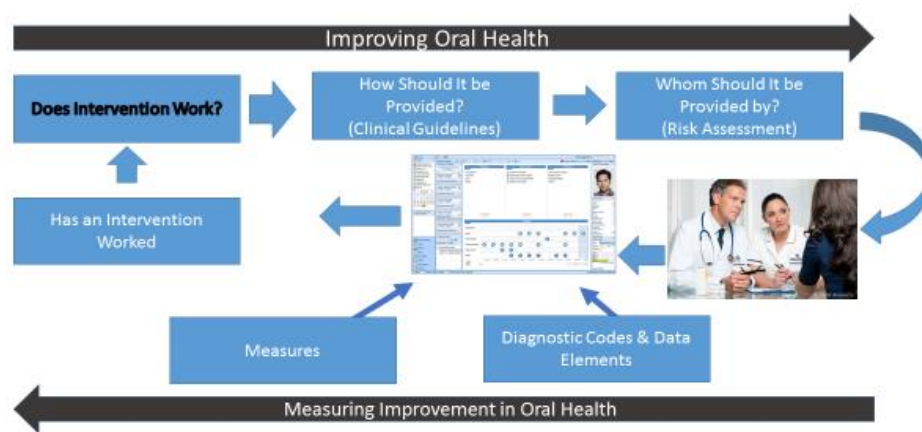 Improving Oral Health
Does Intervention Work?
How Should It be
Provided?
(Clinical Guidelines)
Whom Should It be
Provided by?
(Risk Assessment)
Has an Intervention
Worked
Measures
Diagnostic Codes & Data
Elements
Measuring Improvement in Oral Health